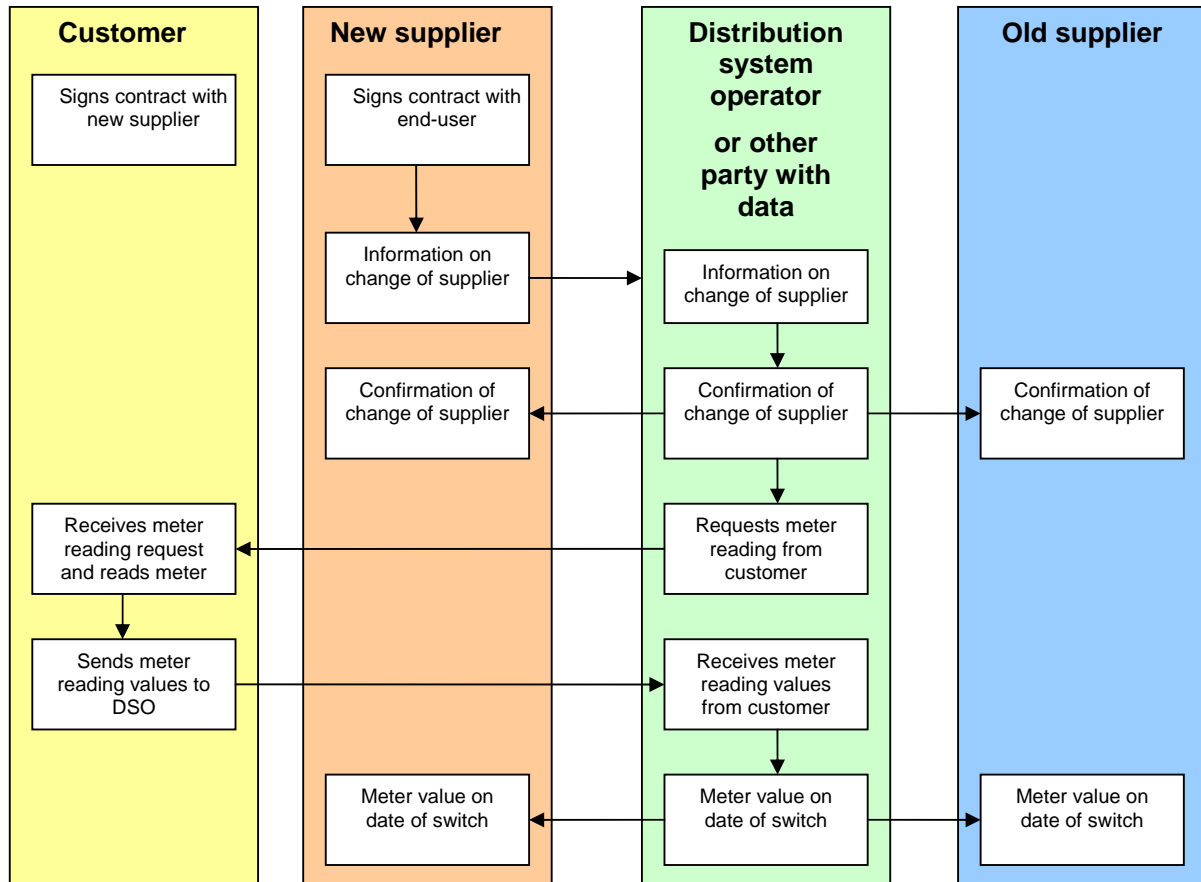 Customer
Signs contract with
new supplier
Receives meter
reading request
and reads meter
Sends meter
reading values to
DSO
New supplier
Signs contract with
end-user
Information on
change of supplier
Confirmation of
change of supplier
Meter value on
date of switch
Distribution
system
operator
or other
party with
data
Information on
change of supplier
Confirmation of
change of supplier
Requests meter
reading from
customer
Receives meter
reading values
from customer
Meter value on
date of switch
Old supplier
Confirmation of
change of supplier
Meter value on
date of switch